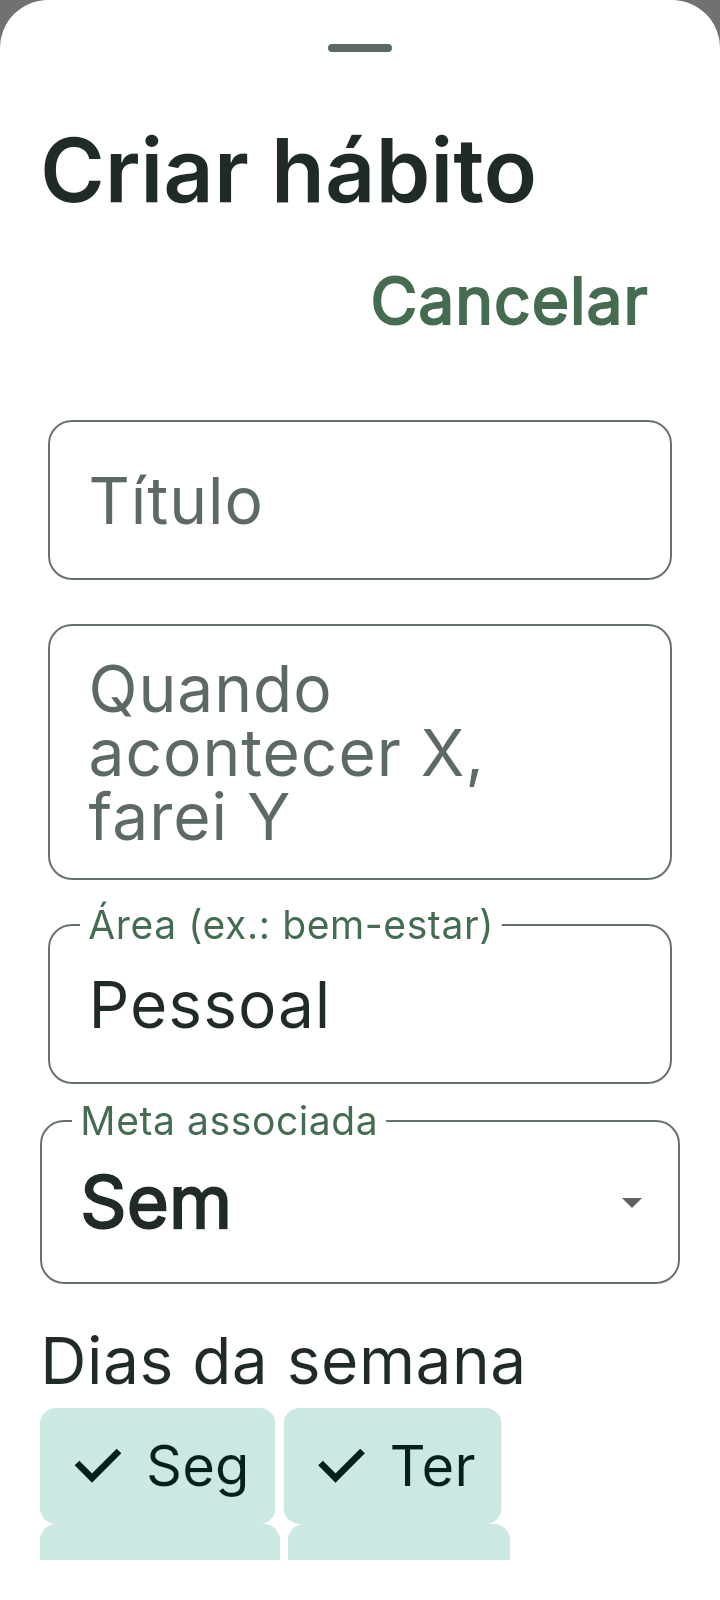 Criar hábito
Cancelar
Título
Quando
acontecer X,
farei Y
Área (ex.: bem-estar)
Pessoal
Meta associada
Sem
Dias da semana
Seg
Ter